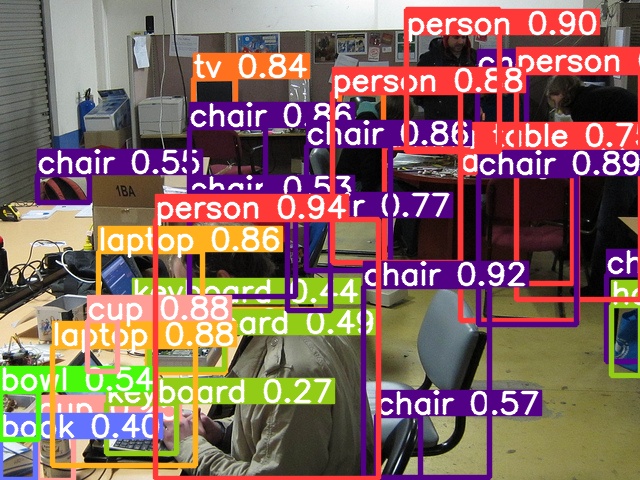 person 0.90
tv 0.84
person
person 0.88
chair 0.86
chair 0.86
table 0.7
chair 0.55
chair 0.89
1BA
chair 0.53
person 0.94
0.77
laptop 0.86
chair 0.92
keyboard 0.44
cup 0.88
0.49
laptop 0.88
bowl 0.54
keyboard 0.27
chair 0.57
cup
book 0.40